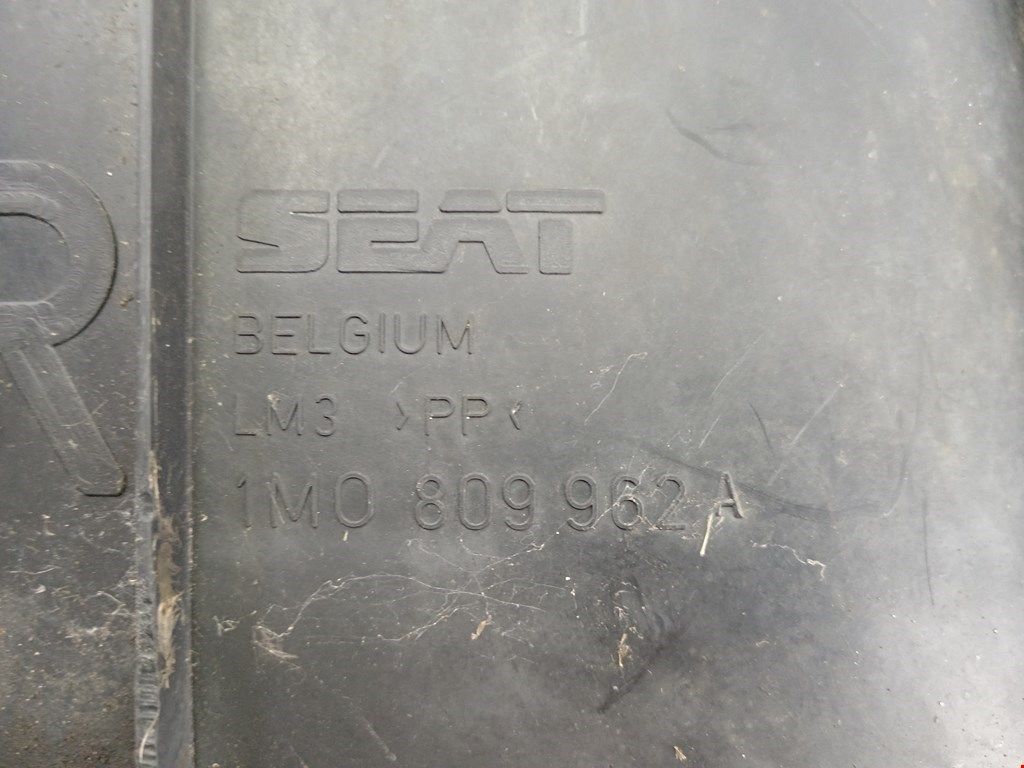 R
SEAT
BELGIUM
LM3 >PP<
1M0 809 962 A